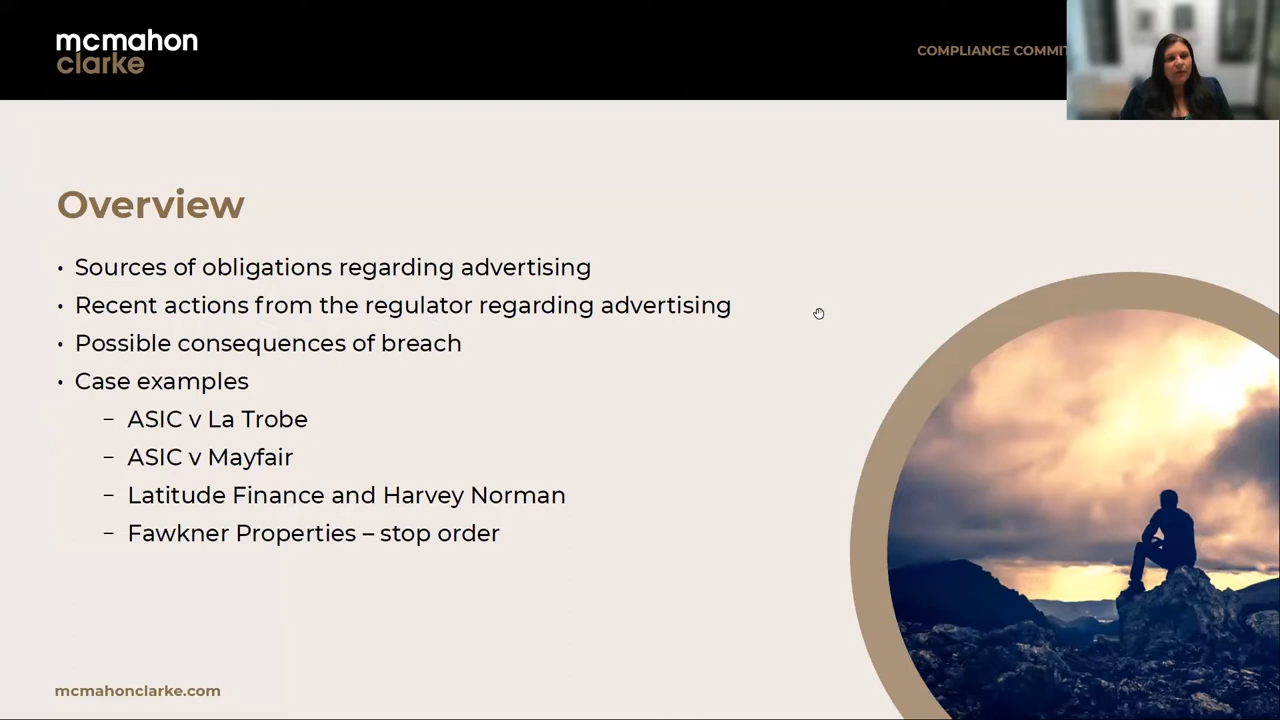 mcmahon
clarke
COMPLIANCE
Overview
• Sources of obligations regarding advertising
• Recent actions from the regulator regarding advertising
• Possible consequences of breach
• Case examples
– ASIC v La Trobe
– ASIC v Mayfair
– Latitude Finance and Harvey Norman
– Fawkner Properties – stop order
mcmahonclarke.com